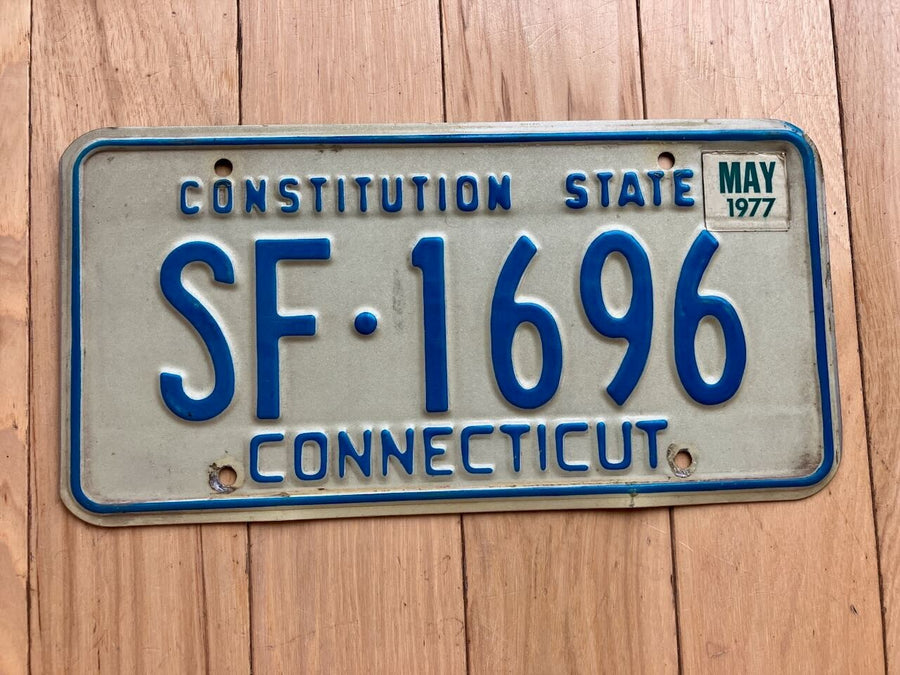 CONSTITUTION STATE
MAY
1977
SF·1696
CONNECTICUT